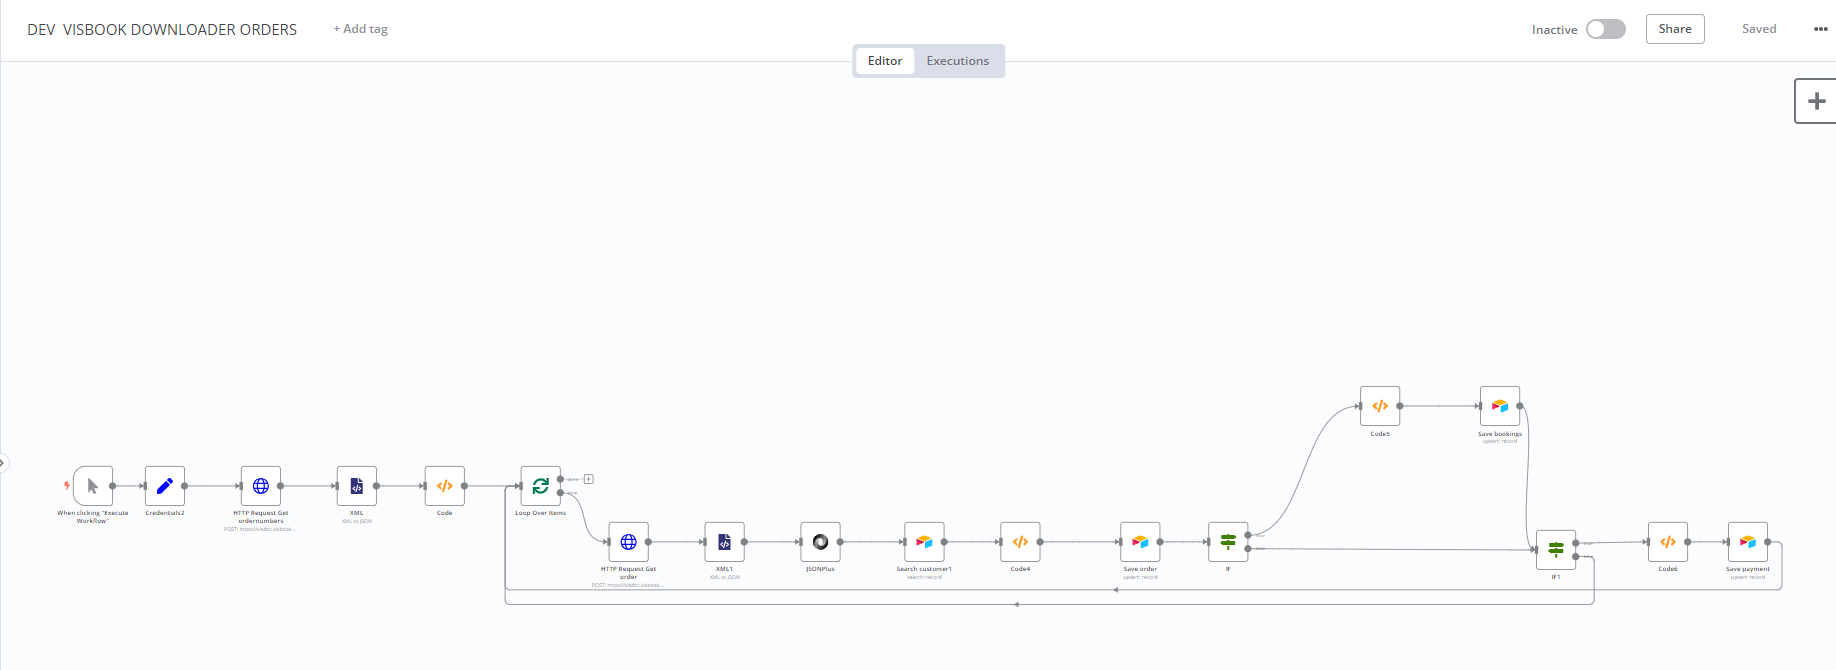 DEV VISBOOK DOWNLOADER ORDERS
+ Add tag
Inactive
Share
Saved
Editor
Executions
Code5
Save bookings
upsert: record
When clicking "Execute
Workflow"
Credentials2
HTTP Request Get
ordernumbers
POST: https://visdoc.visbook...
XML
XML to JSON
Code
Loop Over Items
done
loop
HTTP Request Get
order
POST: https://visdoc.visbook...
XML1
XML to JSON
JSONPlus
Search customer1
search: record
Code4
Save order
upsert: record
IF
true
false
IF1
true
false
Code6
Save payment
upsert: record